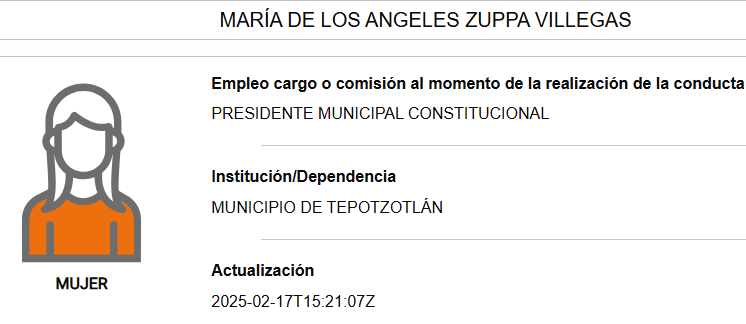 MARÍA DE LOS ANGELES ZUPPA VILLEGAS
Empleo cargo o comisión al momento de la realización de la conducta
PRESIDENTE MUNICIPAL CONSTITUCIONAL
Institución/Dependencia
MUNICIPIO DE TEPOTZOTLÁN
Actualización
MUJER
2025-02-17T15:21:07Z